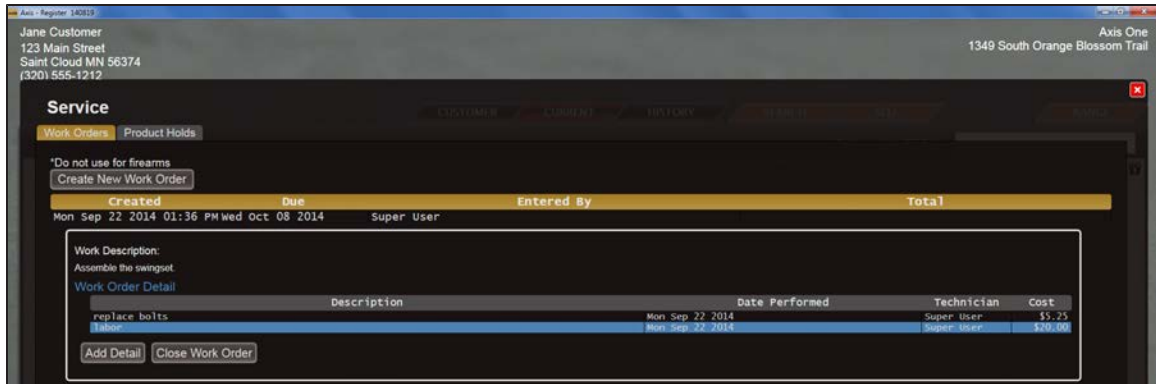 Axis - Register 140819
Jane Customer
123 Main Street
Saint Cloud MN 56374
(320) 555-1212
Axis One
1349 South Orange Blossom Trail
Service
CUSTOMER CURRENT HISTORY SEARCH
Work Orders Product Holds
*Do not use for firearms
Create New Work Order
Created Due Entered By Total
Mon Sep 22 2014 01:36 PM Wed Oct 08 2014 Super User
Work Description:
Assemble the swingset.
Work Order Detail
Description Date Performed Technician Cost
replace bolts Mon Sep 22 2014 Super User $5.25
labor Mon Sep 22 2014 Super User $20.00
Add Detail Close Work Order